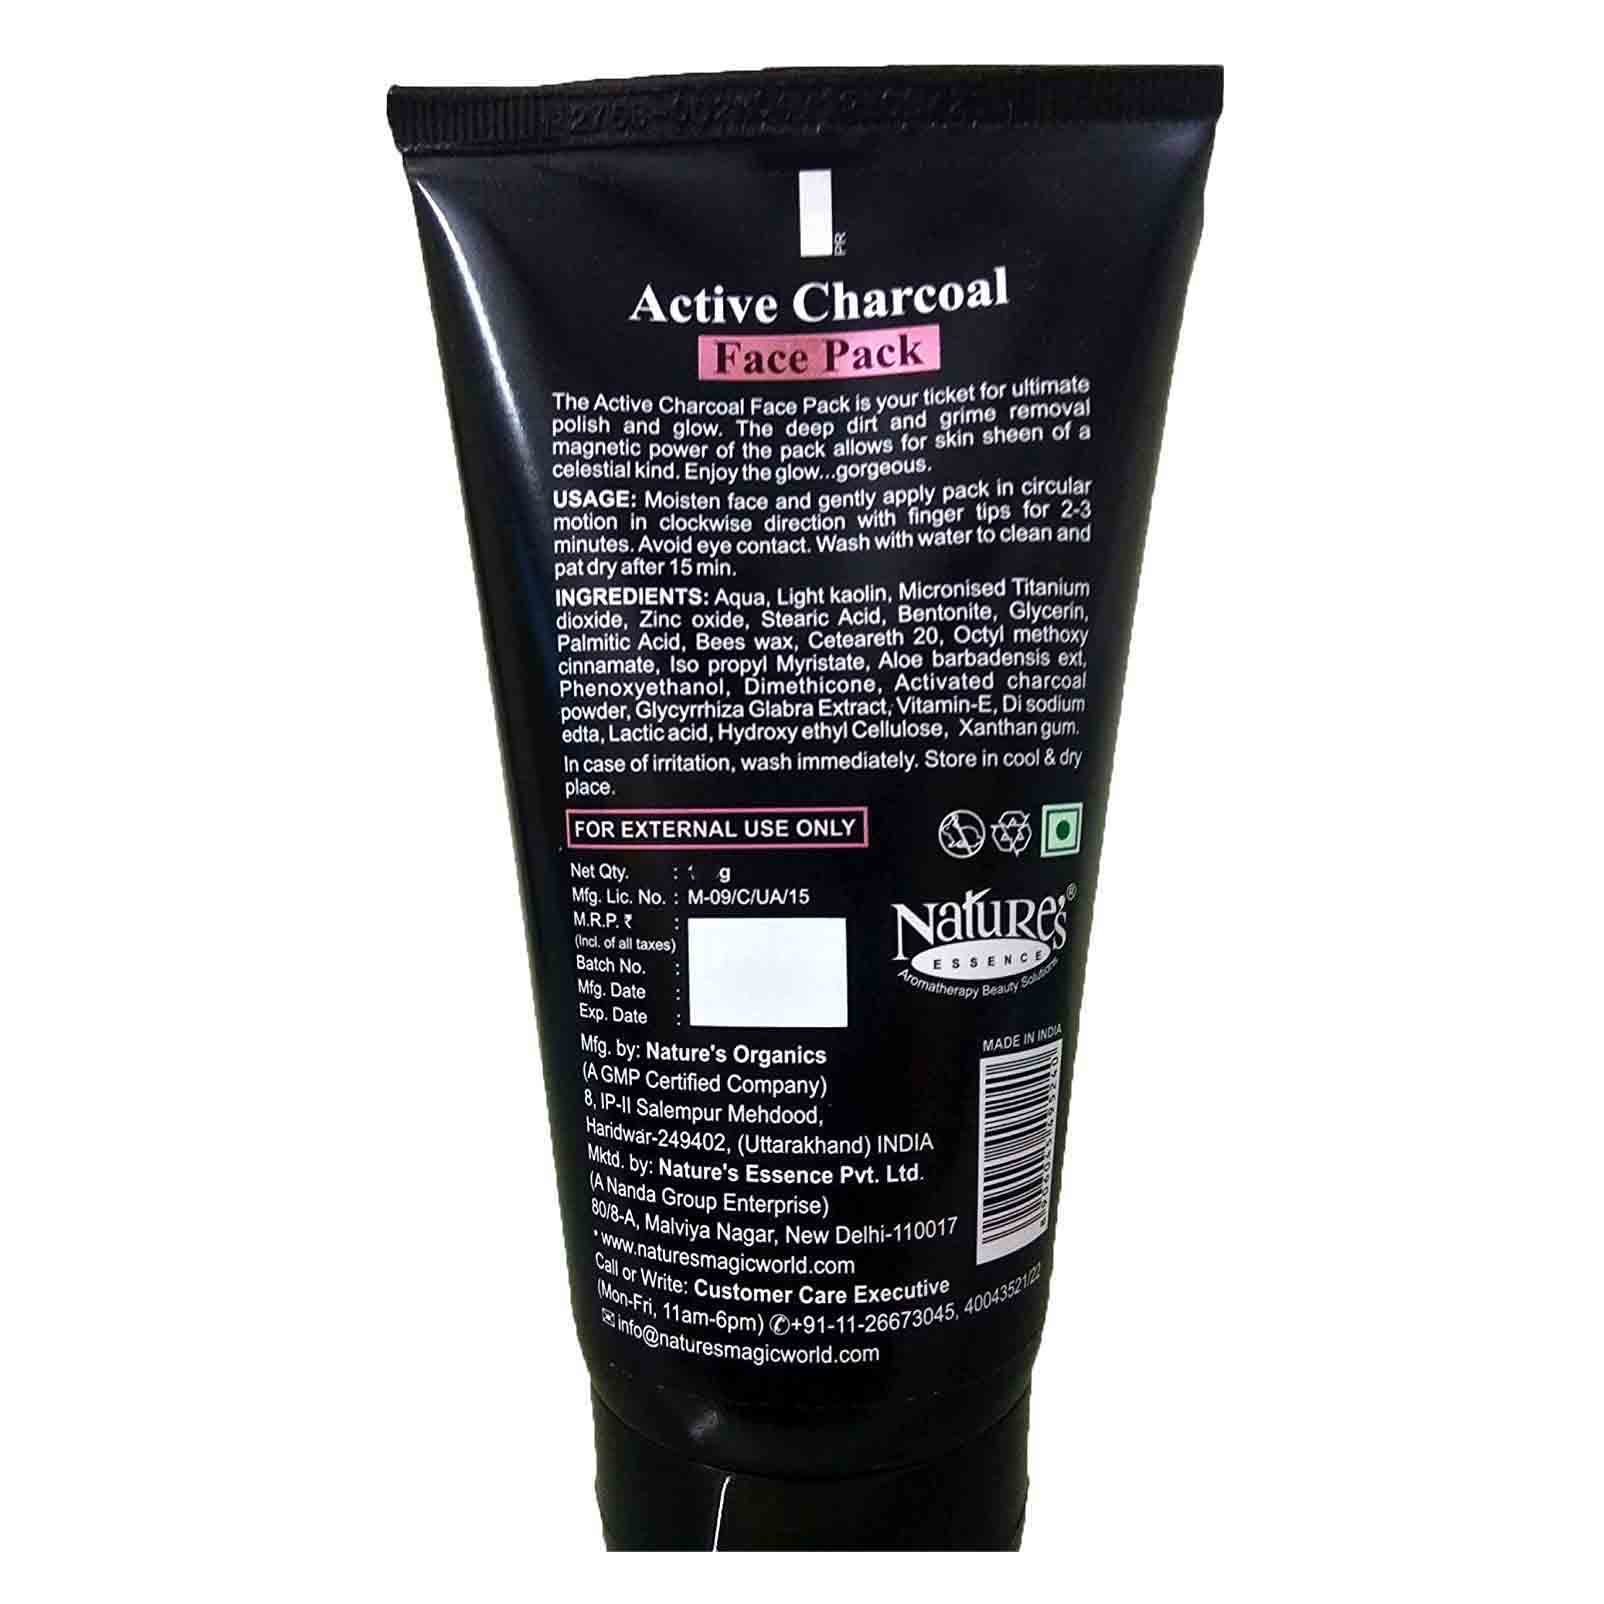 PR
Active Charcoal
Face Pack
The Active Charcoal Face Pack is your ticket for ultimate
polish and glow. The deep dirt and grime removal
magnetic power of the pack allows for skin sheen of a
celestial kind. Enjoy the glow...gorgeous.
USAGE: Moisten face and gently apply pack in circular
motion in clockwise direction with finger tips for 2-3
minutes. Avoid eye contact. Wash with water to clean and
pat dry after 15 min.
INGREDIENTS: Aqua, Light kaolin, Micronised Titanium
dioxide, Zinc oxide, Stearic Acid, Bentonite, Glycerin,
Palmitic Acid, Bees wax, Ceteareth 20, Octyl methoxy
cinnamate, Iso propyl Myristate, Aloe barbadensis ext,
Phenoxyethanol, Dimethicone, Activated charcoal
powder, Glycyrrhiza Glabra Extract, Vitamin-E, Di sodium
edta, Lactic acid, Hydroxy ethyl Cellulose, Xanthan gum.
In case of irritation, wash immediately. Store in cool & dry
place.
FOR EXTERNAL USE ONLY
Net Qty. : g
Mfg. Lic. No. : M-09/C/UA/15
M.R.P. ₹ :
(Incl. of all taxes)
Batch No. :
Mfg. Date :
Exp. Date :
NATURE'S®
ESSENCE
Aromatherapy Beauty Solutions
MADE IN INDIA
Mfg. by: Nature's Organics
(A GMP Certified Company)
8, IP-II Salempur Mehdood,
Haridwar-249402, (Uttarakhand) INDIA
Mktd. by: Nature's Essence Pvt. Ltd.
(A Nanda Group Enterprise)
80/8-A, Malviya Nagar, New Delhi-110017
www.naturesmagicworld.com
Call or Write: Customer Care Executive
(Mon-Fri, 11am-6pm) ✆+91-11-26673045, 40043521/22
✉ info@naturesmagicworld.com